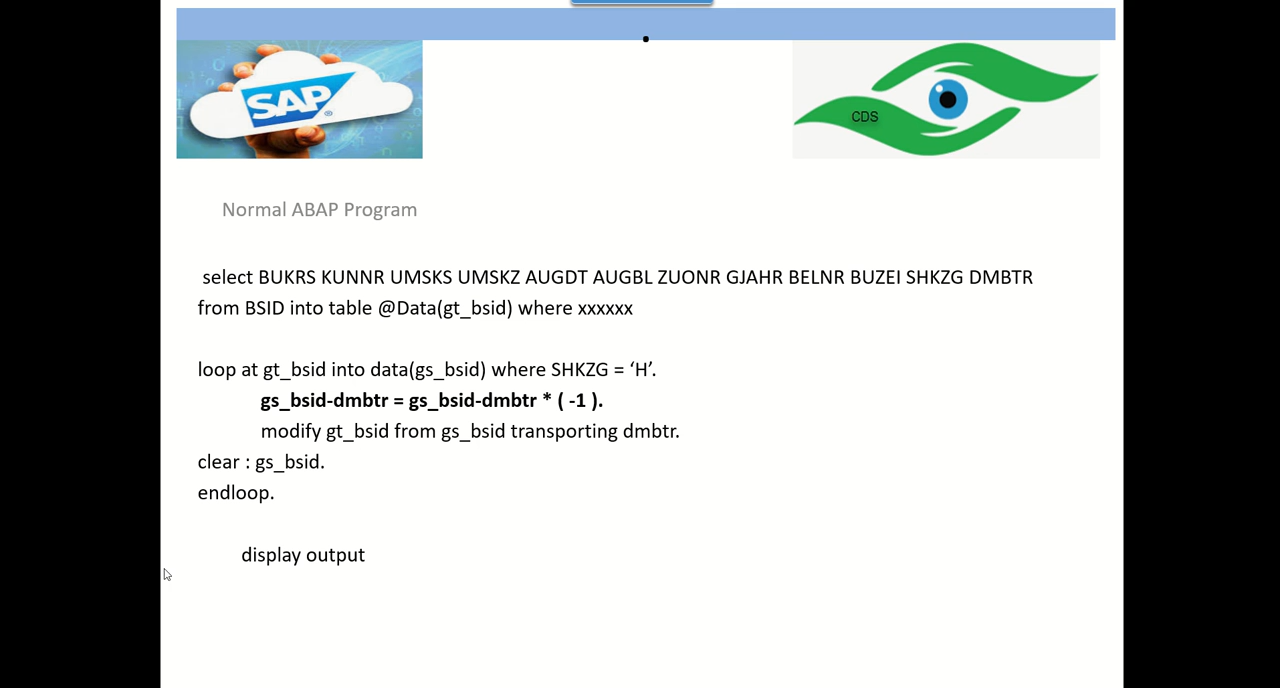 SAP
®
CDS
Normal ABAP Program
select BUKRS KUNNR UMSKS UMSKZ AUGDT AUGBL ZUONR GJAHR BELNR BUZEI SHKZG DMBTR
from BSID into table @Data(gt_bsid) where xxxxxx
loop at gt_bsid into data(gs_bsid) where SHKZG = ‘H’.
gs_bsid-dmbtr = gs_bsid-dmbtr * ( -1 ).
modify gt_bsid from gs_bsid transporting dmbtr.
clear : gs_bsid.
endloop.
display output